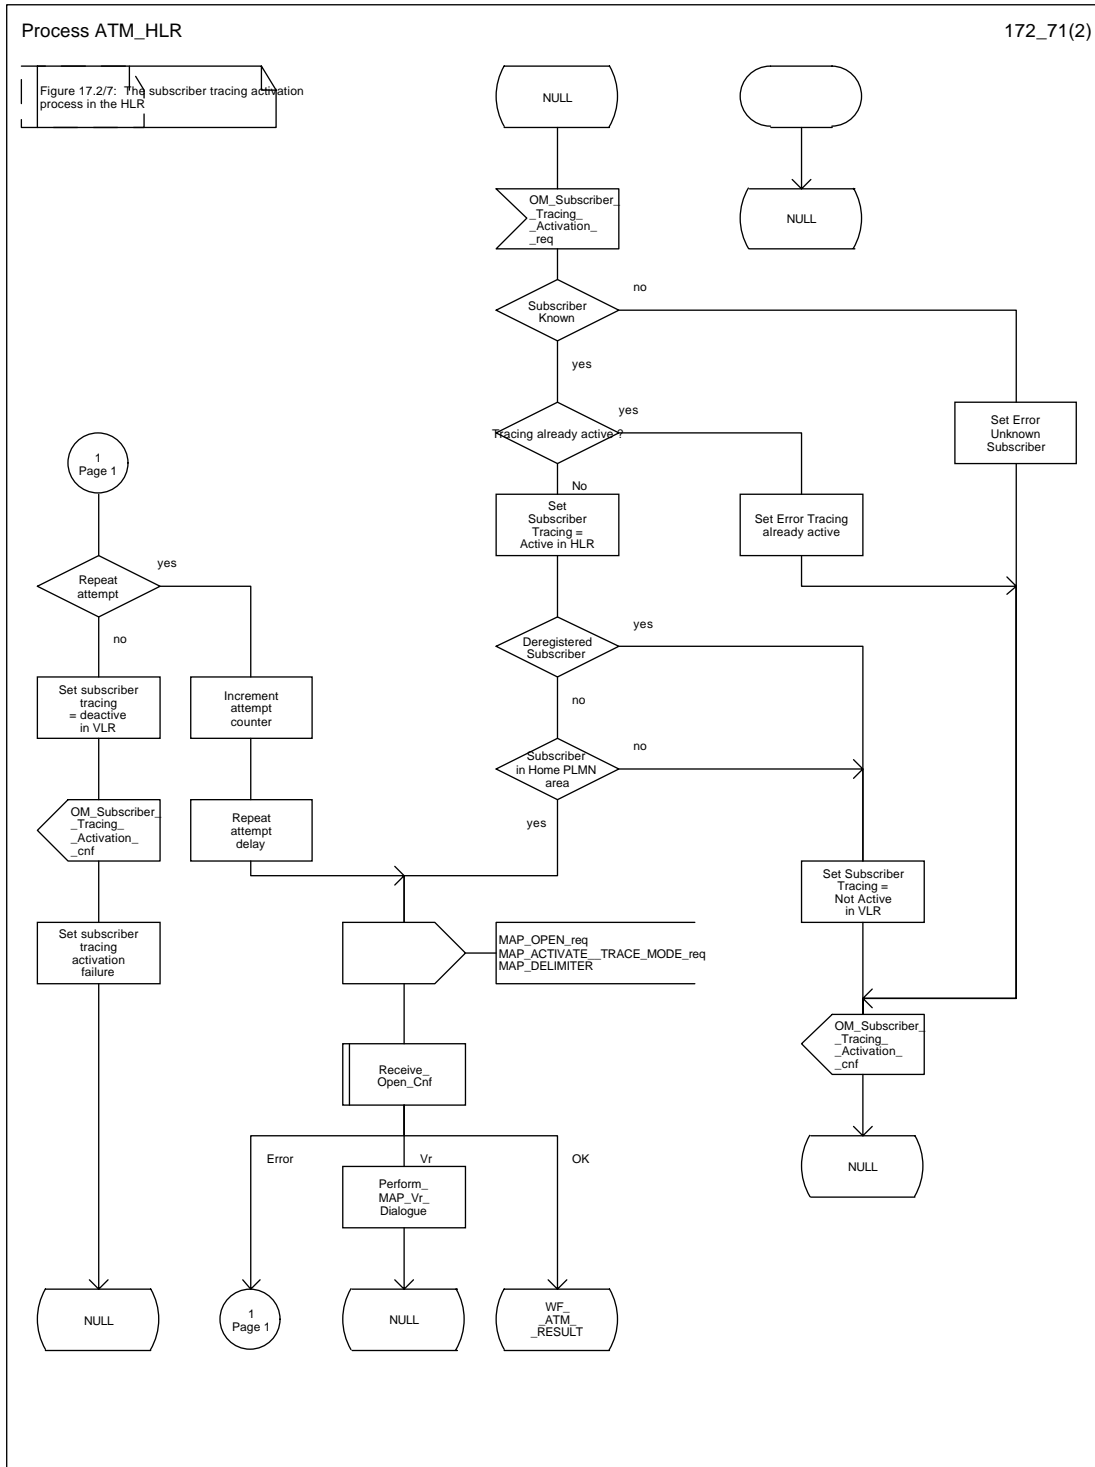 Process ATM_HLR
172_71(2)
Figure 17.2/7: The subscriber tracing activation
process in the HLR
NULL
OM_Subscriber_
_Tracing_
_Activation_
_req
NULL
Subscriber
Known
no
yes
Tracing already active ?
yes
No
Set Error
Unknown
Subscriber
1
Page 1
Set
Subscriber
Tracing =
Active in HLR
Set Error Tracing
already active
Repeat
attempt
yes
no
Deregistered
Subscriber
yes
no
Set subscriber
tracing
= deactive
in VLR
Increment
attempt
counter
Subscriber
in Home PLMN
area
no
yes
OM_Subscriber_
_Tracing_
_Activation_
_cnf
Repeat
attempt
delay
Set Subscriber
Tracing =
Not Active
in VLR
Set subscriber
tracing
activation
failure
MAP_OPEN_req
MAP_ACTIVATE__TRACE_MODE_req
MAP_DELIMITER
OM_Subscriber_
_Tracing_
_Activation_
_cnf
Receive_
Open_Cnf
Error
Vr
OK
Perform_
MAP_Vr_
Dialogue
NULL
NULL
1
Page 1
NULL
WF_
_ATM_
_RESULT